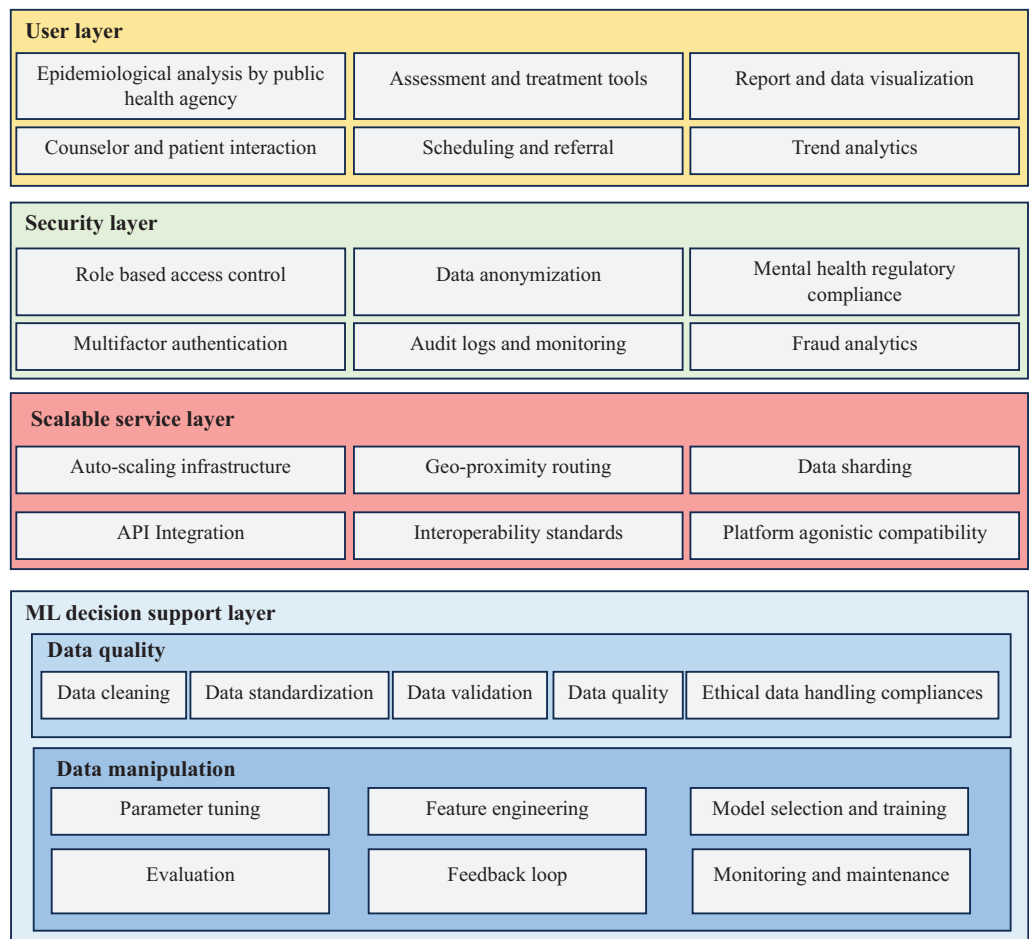 User layer
Epidemiological analysis by public
health agency
Assessment and treatment tools
Report and data visualization
Counselor and patient interaction
Scheduling and referral
Trend analytics
Security layer
Role based access control
Data anonymization
Mental health regulatory
compliance
Multifactor authentication
Audit logs and monitoring
Fraud analytics
Scalable service layer
Auto-scaling infrastructure
Geo-proximity routing
Data sharding
API Integration
Interoperability standards
Platform agonistic compatibility
ML decision support layer
Data quality
Data cleaning
Data standardization
Data validation
Data quality
Ethical data handling compliances
Data manipulation
Parameter tuning
Feature engineering
Model selection and training
Evaluation
Feedback loop
Monitoring and maintenance